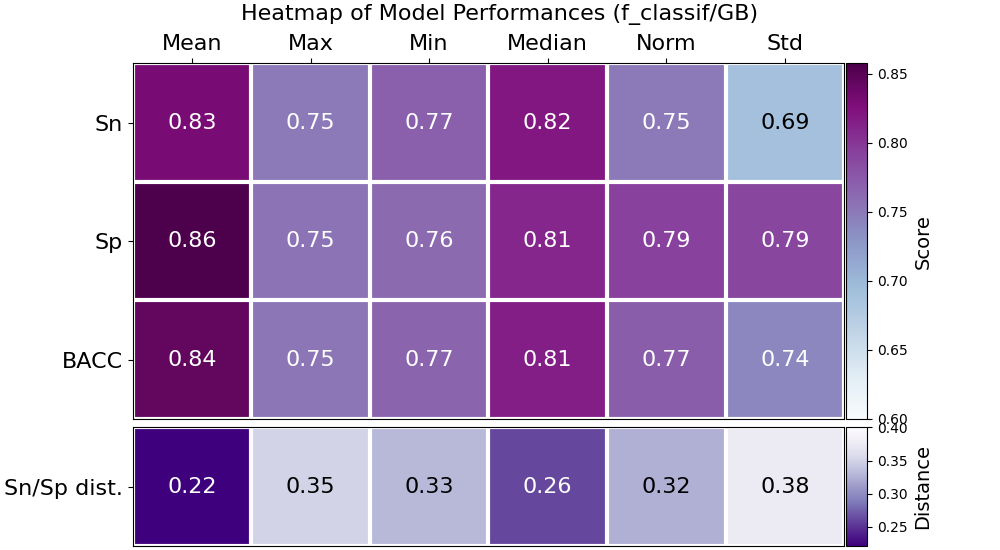 Heatmap of Model Performances (f_classif/GB)
Mean Max Min Median Norm Std
Sn 0.83 0.75 0.77 0.82 0.75 0.69
Sp 0.86 0.75 0.76 0.81 0.79 0.79
BACC 0.84 0.75 0.77 0.81 0.77 0.74
0.85
0.80
0.75
0.70
0.65
0.60
Score
Sn/Sp dist. 0.22 0.35 0.33 0.26 0.32 0.38
0.40
0.35
0.30
0.25
Distance